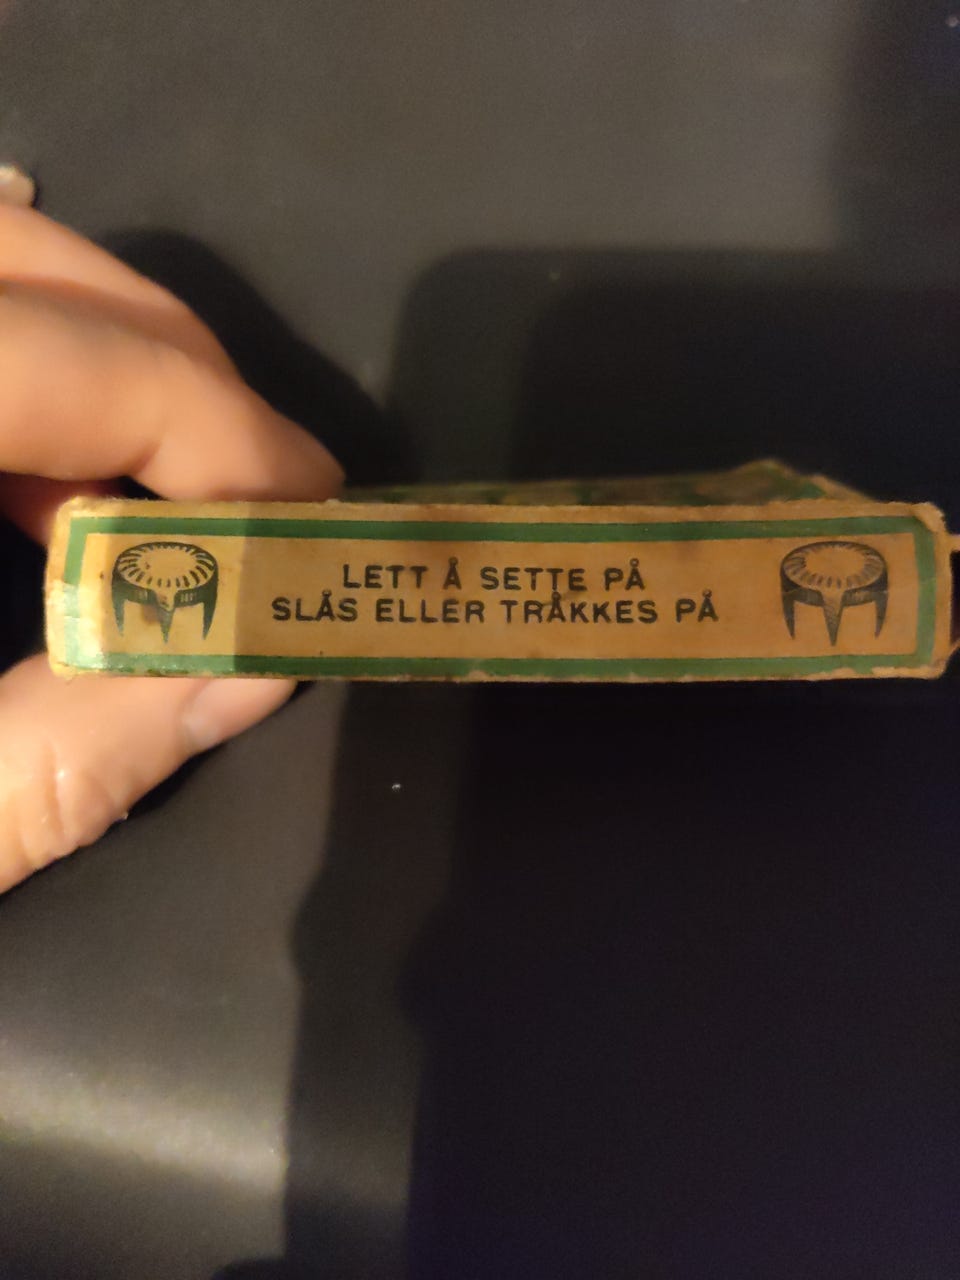 LETT Å SETTE PÅ
SLÅS ELLER TRÅKKES PÅ